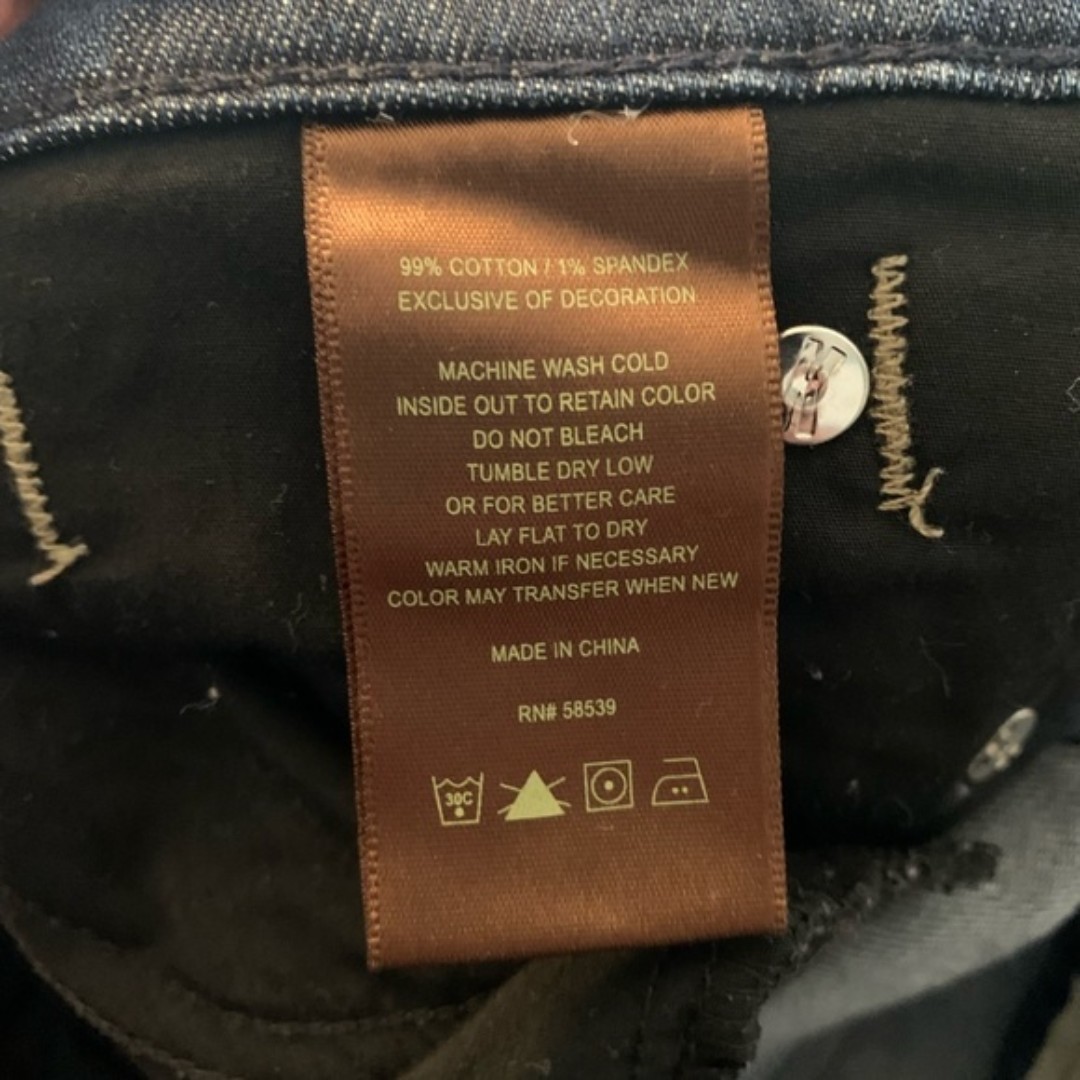 99% COTTON / 1% SPANDEX
EXCLUSIVE OF DECORATION
MACHINE WASH COLD
INSIDE OUT TO RETAIN COLOR
DO NOT BLEACH
TUMBLE DRY LOW
OR FOR BETTER CARE
LAY FLAT TO DRY
WARM IRON IF NECESSARY
COLOR MAY TRANSFER WHEN NEW
MADE IN CHINA
RN# 58539
30C